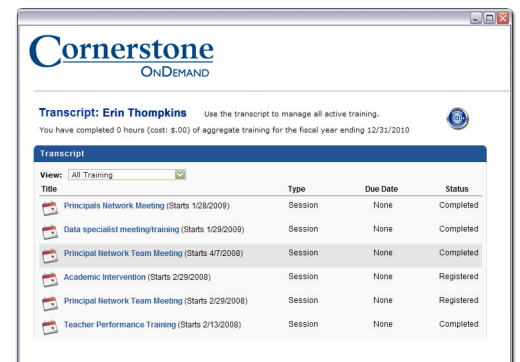 Cornerstone
OnDemand
Transcript: Erin Thompkins Use the transcript to manage all active training.
You have completed 0 hours (cost: $.00) of aggregate training for the fiscal year ending 12/31/2010
Transcript
View: All Training
Title Type Due Date Status
Principals Network Meeting (Starts 1/28/2009) Session None Completed
Data specialist meeting/training (Starts 1/29/2009) Session None Completed
Principal Network Team Meeting (Starts 4/7/2008) Session None Completed
Academic Intervention (Starts 2/29/2008) Session None Registered
Principal Network Team Meeting (Starts 2/29/2008) Session None Registered
Teacher Performance Training (Starts 2/13/2008) Session None Completed